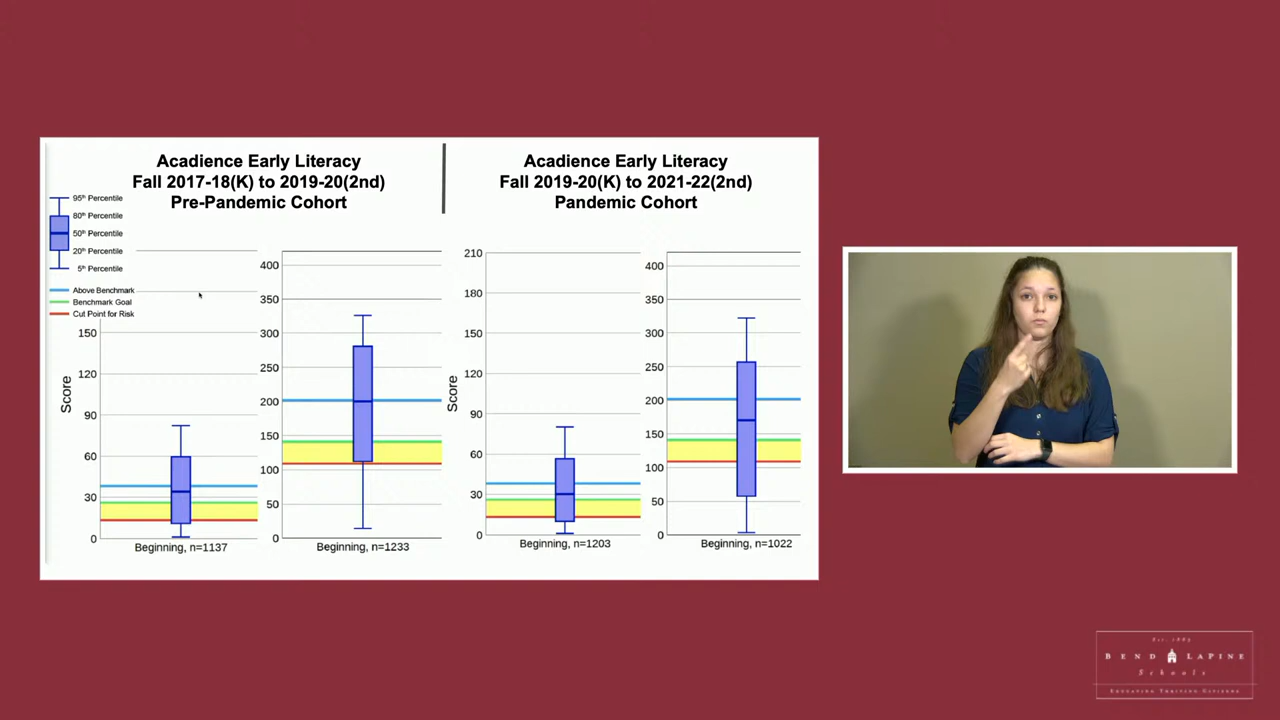 Acadience Early Literacy
Fall 2017-18(K) to 2019-20(2nd)
Pre-Pandemic Cohort
95th Percentile
80th Percentile
50th Percentile
20th Percentile
5th Percentile
Above Benchmark
Benchmark Goal
Cut Point for Risk
Score
150
120
90
60
30
0
Beginning, n=1137
400
350
300
250
200
150
100
50
0
Beginning, n=1233
Acadience Early Literacy
Fall 2019-20(K) to 2021-22(2nd)
Pandemic Cohort
Score
210
180
150
120
90
60
30
0
Beginning, n=1203
400
350
300
250
200
150
100
50
0
Beginning, n=1022
BEND LAPINE
Schools
EDUCATING THRIVING CITIZENS